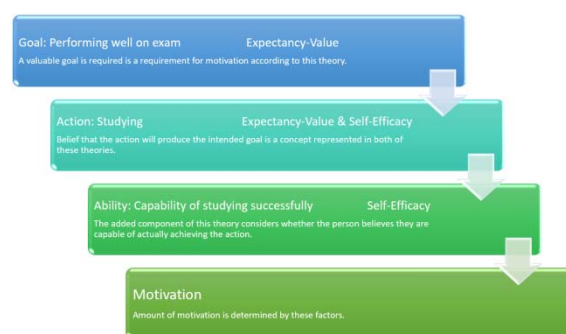 Goal: Performing well on exam Expectancy-Value
A valuable goal is required is a requirement for motivation according to this theory.
Action: Studying Expectancy-Value & Self-Efficacy
Belief that the action will produce the intended goal is a concept represented in both of
these theories.
Ability: Capability of studying successfully Self-Efficacy
The added component of this theory considers whether the person believes they are
capable of actually achieving the action.
Motivation
Amount of motivation is determined by these factors.